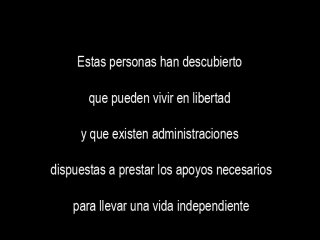 Estas personas han descubierto
que pueden vivir en libertad
y que existen administraciones
dispuestas a prestar los apoyos necesarios
para llevar una vida independiente